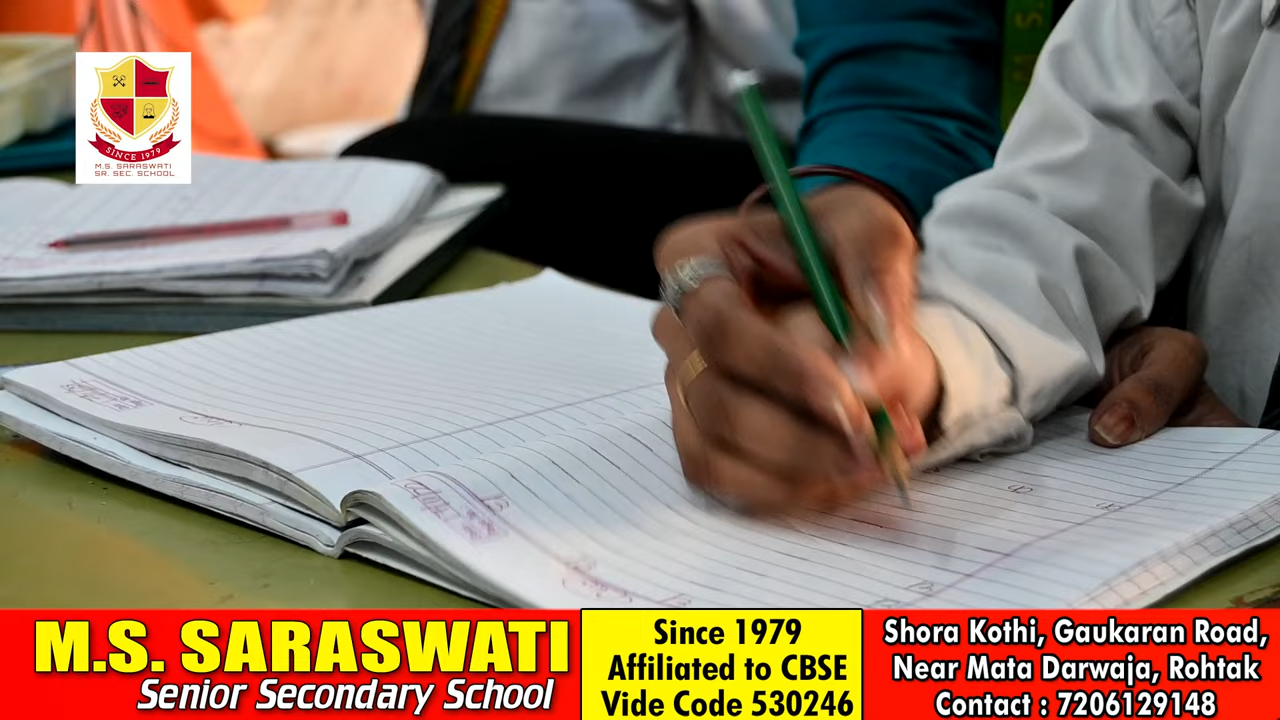 SINCE 1979
M.S. SARASWATI
SR. SEC. SCHOOL
M.S. SARASWATI
Senior Secondary School
Since 1979
Affiliated to CBSE
Vide Code 530246
Shora Kothi, Gaukaran Road,
Near Mata Darwaja, Rohtak
Contact : 7206129148